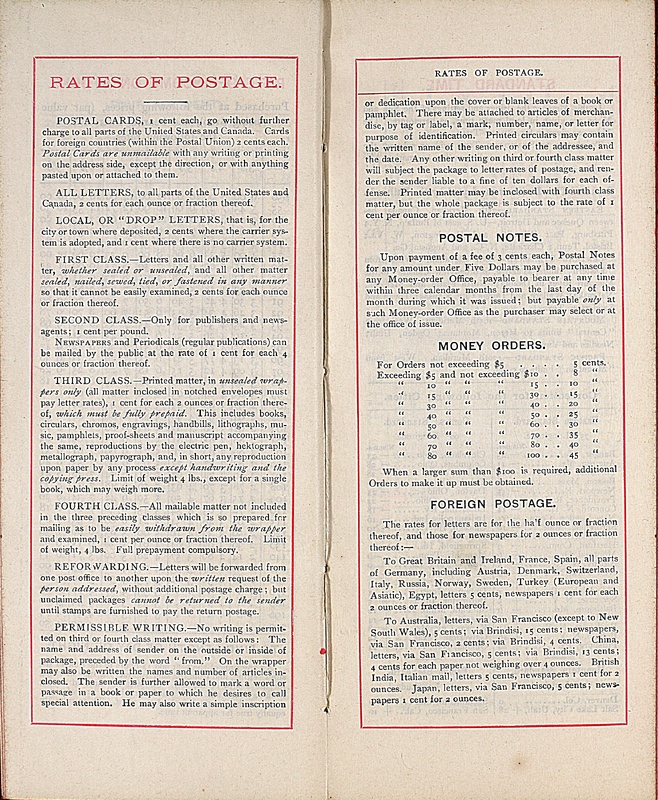 RATES OF POSTAGE.
POSTAL CARDS, 1 cent each, go without further
charge to all parts of the United States and Canada. Cards
for foreign countries (within the Postal Union) 2 cents each.
Postal Cards are unmailable with any writing or printing
on the address side, except the direction, or with anything
pasted upon or attached to them.
ALL LETTERS, to all parts of the United States and
Canada, 2 cents for each ounce or fraction thereof.
LOCAL, OR "DROP" LETTERS, that is, for the
city or town where deposited, 2 cents where the carrier sys-
tem is adopted, and 1 cent where there is no carrier system.
FIRST CLASS.—Letters and all other written mat-
ter, whether sealed or unsealed, and all other matter
sealed, nailed, sewed, tied, or fastened in any manner
so that it cannot be easily examined, 2 cents for each ounce
or fraction thereof.
SECOND CLASS.—Only for publishers and news-
agents; 1 cent per pound.
NEWSPAPERS and Periodicals (regular publications) can
be mailed by the public at the rate of 1 cent for each 4
ounces or fraction thereof.
THIRD CLASS.—Printed matter, in unsealed wrap-
pers only (all matter inclosed in notched envelopes must
pay letter rates), 1 cent for each 2 ounces or fraction there-
of, which must be fully prepaid. This includes books,
circulars, chromos, engravings, handbills, lithographs, mu-
sic, pamphlets, proof-sheets and manuscript accompanying
the same, reproductions by the electric pen, hektograph,
metallograph, papyrograph, and, in short, any reproduction
upon paper by any process except handwriting and the
copying press. Limit of weight 4 lbs., except for a single
book, which may weigh more.
FOURTH CLASS.—All mailable matter not included
in the three preceding classes which is so prepared for
mailing as to be easily withdrawn from the wrapper
and examined, 1 cent per ounce or fraction thereof. Limit
of weight, 4 lbs. Full prepayment compulsory.
REFORWARDING.—Letters will be forwarded from
one post office to another upon the written request of the
person addressed, without additional postage charge; but
unclaimed packages cannot be returned to the sender
until stamps are furnished to pay the return postage.
PERMISSIBLE WRITING.—No writing is permit-
ted on third or fourth class matter except as follows: The
name and address of sender on the outside or inside of
package, preceded by the word "from." On the wrapper
may also be written the names and number of articles in-
closed. The sender is further allowed to mark a word or
passage in a book or paper to which he desires to call
special attention. He may also write a simple inscription
RATES OF POSTAGE.
or dedication upon the cover or blank leaves of a book or
pamphlet. There may be attached to articles of merchan-
dise, by tag or label, a mark, number, name, or letter for
purpose of identification. Printed circulars may contain
the written name of the sender, or of the addressee, and
the date. Any other writing on third or fourth class matter
will subject the package to letter rates of postage, and ren-
der the sender liable to a fine of ten dollars for each of-
fense. Printed matter may be inclosed with fourth class
matter, but the whole package is subject to the rate of 1
cent per ounce or fraction thereof.
POSTAL NOTES.
Upon payment of a fee of 3 cents each, Postal Notes
for any amount under Five Dollars may be purchased at
any Money-order Office, payable to bearer at any time
within three calendar months from the last day of the
month during which it was issued; but payable only at
such Money-order Office as the purchaser may select or at
the office of issue.
MONEY ORDERS.
For Orders not exceeding $5 . . . . 5 cents.
Exceeding $5 and not exceeding $10 . . . 8 "
" 10 " " " 15 . . . 10 "
" 15 " " " 30 . . . 15 "
" 30 " " " 40 . . . 20 "
" 40 " " " 50 . . . 25 "
" 50 " " " 60 . . . 30 "
" 60 " " " 70 . . . 35 "
" 70 " " " 80 . . . 40 "
" 80 " " " 100 . . . 45 "
When a larger sum than $100 is required, additional
Orders to make it up must be obtained.
FOREIGN POSTAGE.
The rates for letters are for the half ounce or fraction
thereof, and those for newspapers for 2 ounces or fraction
thereof:—
To Great Britain and Ireland, France, Spain, all parts
of Germany, including Austria, Denmark, Switzerland,
Italy, Russia, Norway, Sweden, Turkey (European and
Asiatic), Egypt, letters 5 cents, newspapers 1 cent for each
2 ounces or fraction thereof.
To Australia, letters, via San Francisco (except to New
South Wales), 5 cents; via Brindisi, 15 cents; newspapers,
via San Francisco, 2 cents; via Brindisi, 4 cents. China,
letters, via San Francisco, 5 cents; via Brindisi, 13 cents;
4 cents for each paper not weighing over 4 ounces. British
India, Italian mail, letters 5 cents, newspapers 1 cent for 2
ounces. Japan, letters, via San Francisco, 5 cents; news-
papers 1 cent for 2 ounces.